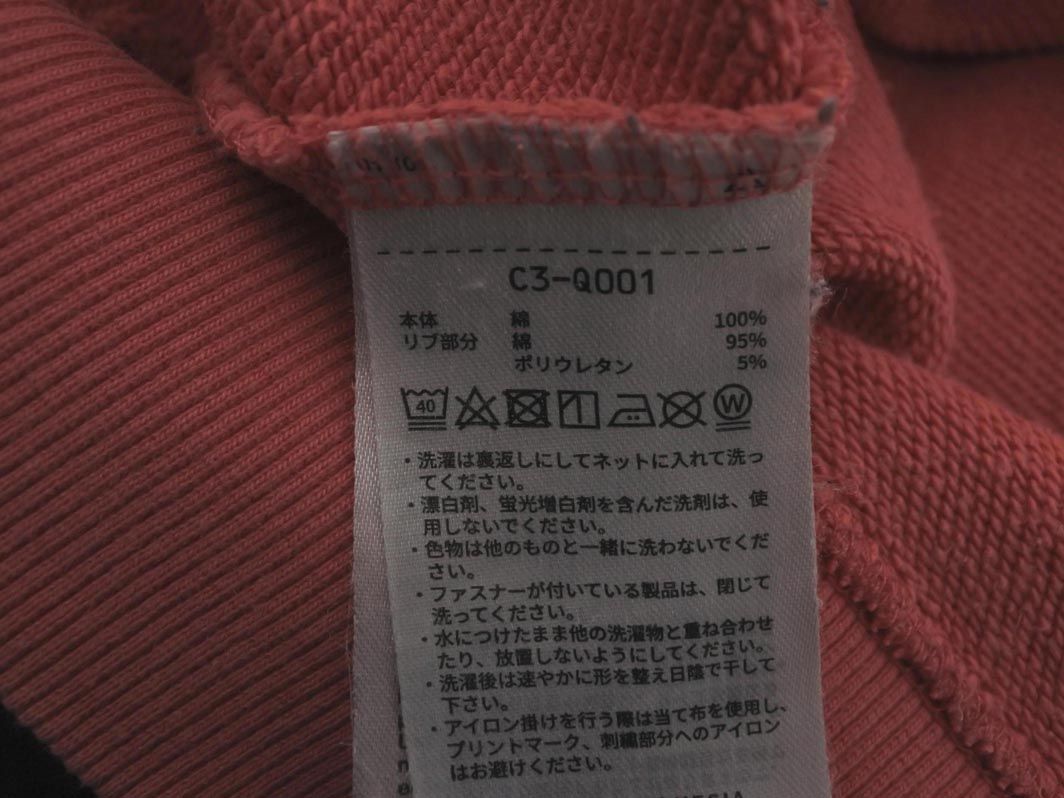 C3-Q001
本体 綿 100%
リブ部分 綿 95%
ポリウレタン 5%
40 W
・洗濯は裏返しにしてネットに入れて洗っ
てください。
・漂白剤、蛍光増白剤を含んだ洗剤は、使
用しないでください。
・色物は他のものと一緒に洗わないでくだ
さい。
・ファスナーが付いている製品は、閉じて
洗ってください。
・水につけたまま他の洗濯物と重ね合わせ
たり、放置しないようにしてください。
・洗濯後は速やかに形を整え日陰で干して
下さい。
・アイロン掛けを行う際は当て布を使用し、
プリントマーク、刺繍部分へのアイロン
はお避けください。